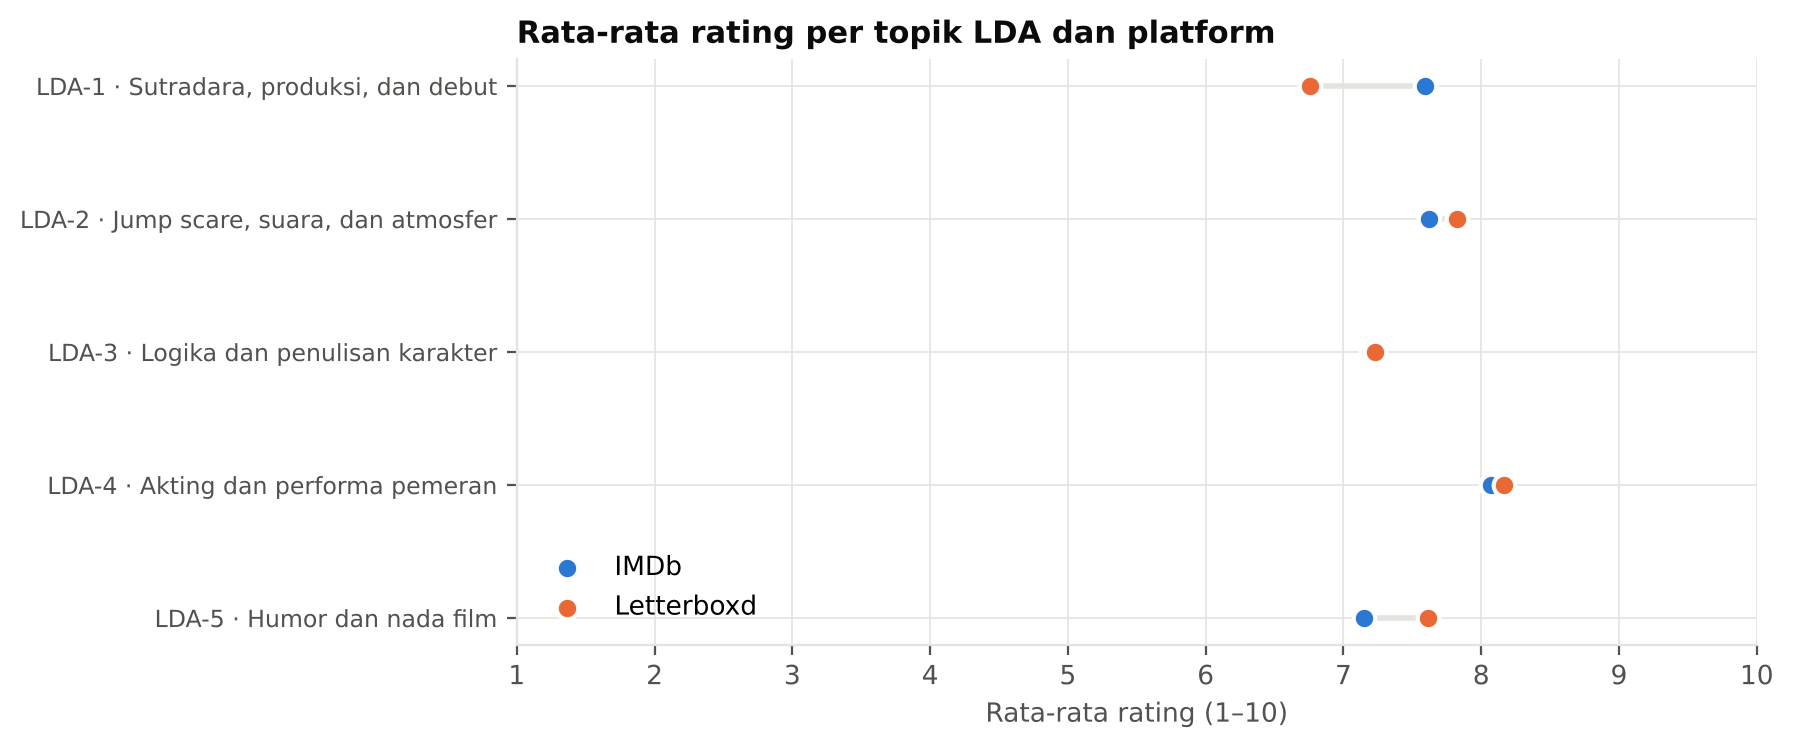 Rata-rata rating per topik LDA dan platform
LDA-1 · Sutradara, produksi, dan debut
LDA-2 · Jump scare, suara, dan atmosfer
LDA-3 · Logika dan penulisan karakter
LDA-4 · Akting dan performa pemeran
LDA-5 · Humor dan nada film
IMDb
Letterboxd
1 2 3 4 5 6 7 8 9 10
Rata-rata rating (1–10)